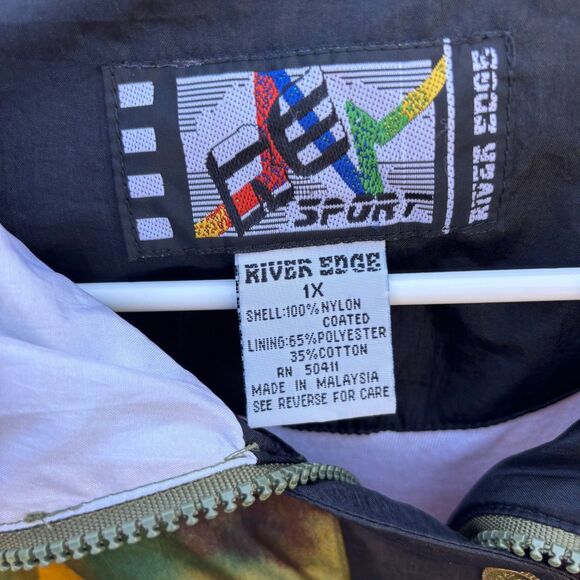 SPORT
RIVER EDGE
RIVER EDGE
1X
SHELL:100%NYLON
COATED
LINING:65%POLYESTER
35%COTTON
RN 50411
MADE IN MALAYSIA
SEE REVERSE FOR CARE